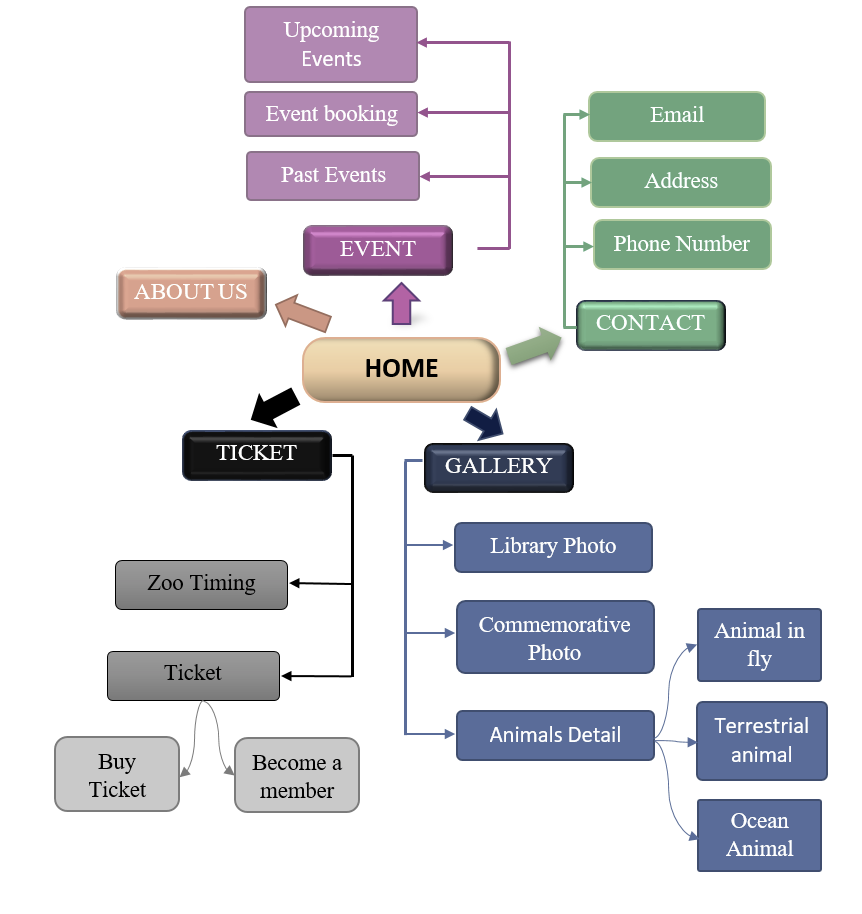 Upcoming
Events
Event booking
Past Events
EVENT
Email
Address
Phone Number
CONTACT
ABOUT US
HOME
TICKET
Zoo Timing
Ticket
Buy
Ticket
Become a
member
GALLERY
Library Photo
Commemorative
Photo
Animals Detail
Animal in
fly
Terrestrial
animal
Ocean
Animal